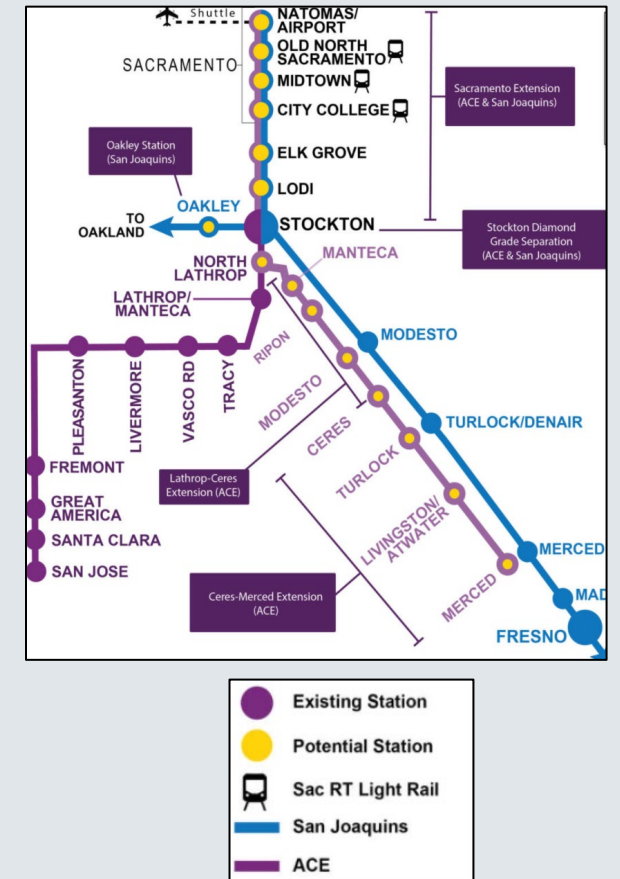 Shuttle
NATOMAS/
AIRPORT
OLD NORTH
SACRAMENTO
SACRAMENTO
MIDTOWN
CITY COLLEGE
Sacramento Extension
(ACE & San Joaquins)
ELK GROVE
Oakley Station
(San Joaquins)
LODI
OAKLEY
TO
OAKLAND
STOCKTON
Stockton Diamond
Grade Separation
(ACE & San Joaquins)
NORTH
LATHROP
MANTECA
LATHROP/
MANTECA
RIPON
MODESTO
MODESTO
CERES
TURLOCK/DENAIR
PLEASANTON
LIVERMORE
VASCO RD
TRACY
TURLOCK
Lathrop-Ceres
Extension (ACE)
LIVINGSTON/
ATWATER
FREMONT
GREAT
AMERICA
SANTA CLARA
SAN JOSE
MERCED
MERCED
Ceres-Merced Extension
(ACE)
MAD
FRESNO
Existing Station
Potential Station
Sac RT Light Rail
San Joaquins
ACE